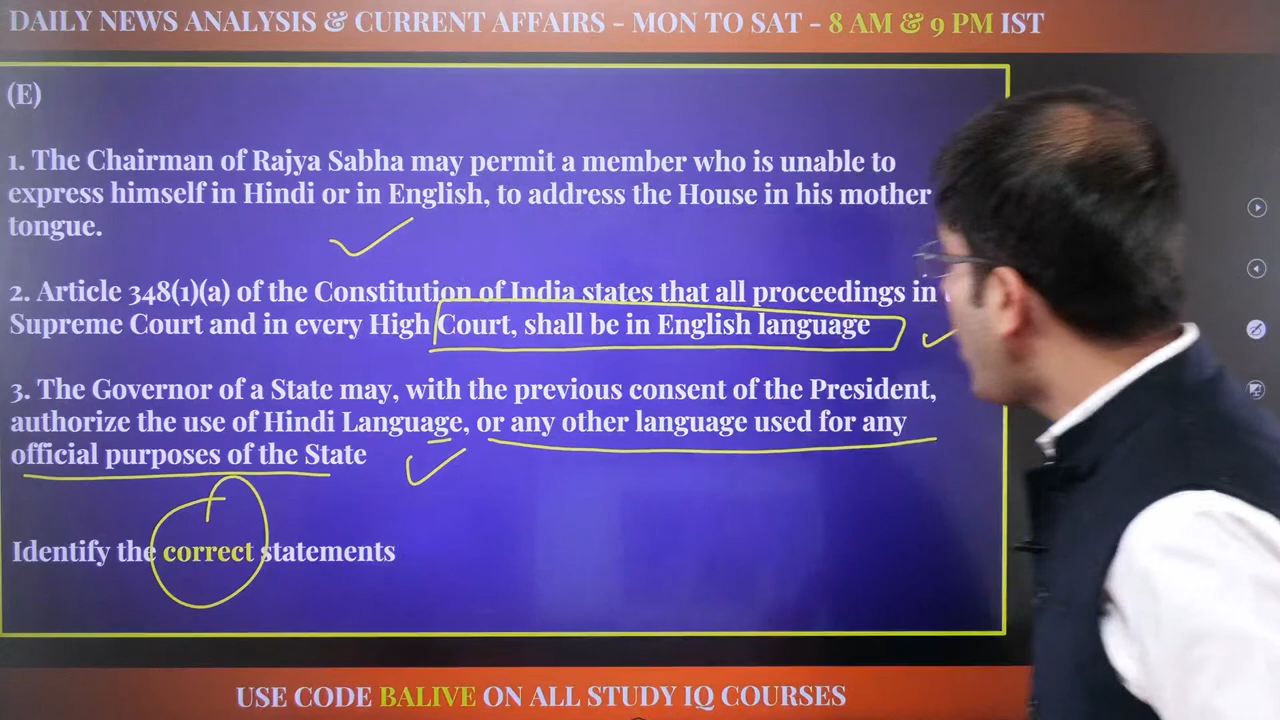 DAILY NEWS ANALYSIS & CURRENT AFFAIRS - MON TO SAT - 8 AM & 9 PM IST
(E)
1. The Chairman of Rajya Sabha may permit a member who is unable to
express himself in Hindi or in English, to address the House in his mother
tongue.
2. Article 348(1)(a) of the Constitution of India states that all proceedings in
Supreme Court and in every High Court, shall be in English language
3. The Governor of a State may, with the previous consent of the President,
authorize the use of Hindi Language, or any other language used for any
official purposes of the State
Identify the correct statements
USE CODE BALIVE ON ALL STUDY IQ COURSES